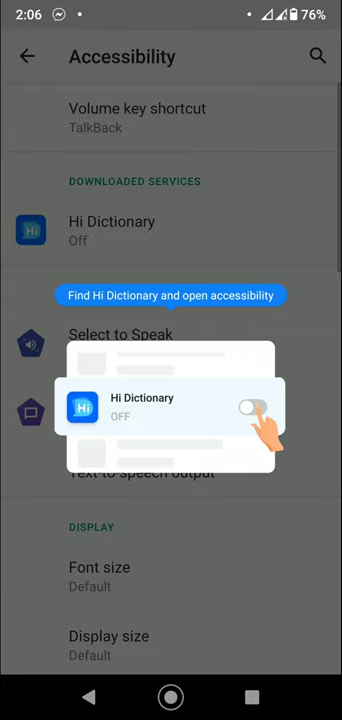 2:06
76%
Accessibility
Volume key shortcut
TalkBack
DOWNLOADED SERVICES
Hi
Hi Dictionary
Off
Find Hi Dictionary and open accessibility
Select to Speak
Hi
Hi Dictionary
OFF
Text to speech output
DISPLAY
Font size
Default
Display size
Default